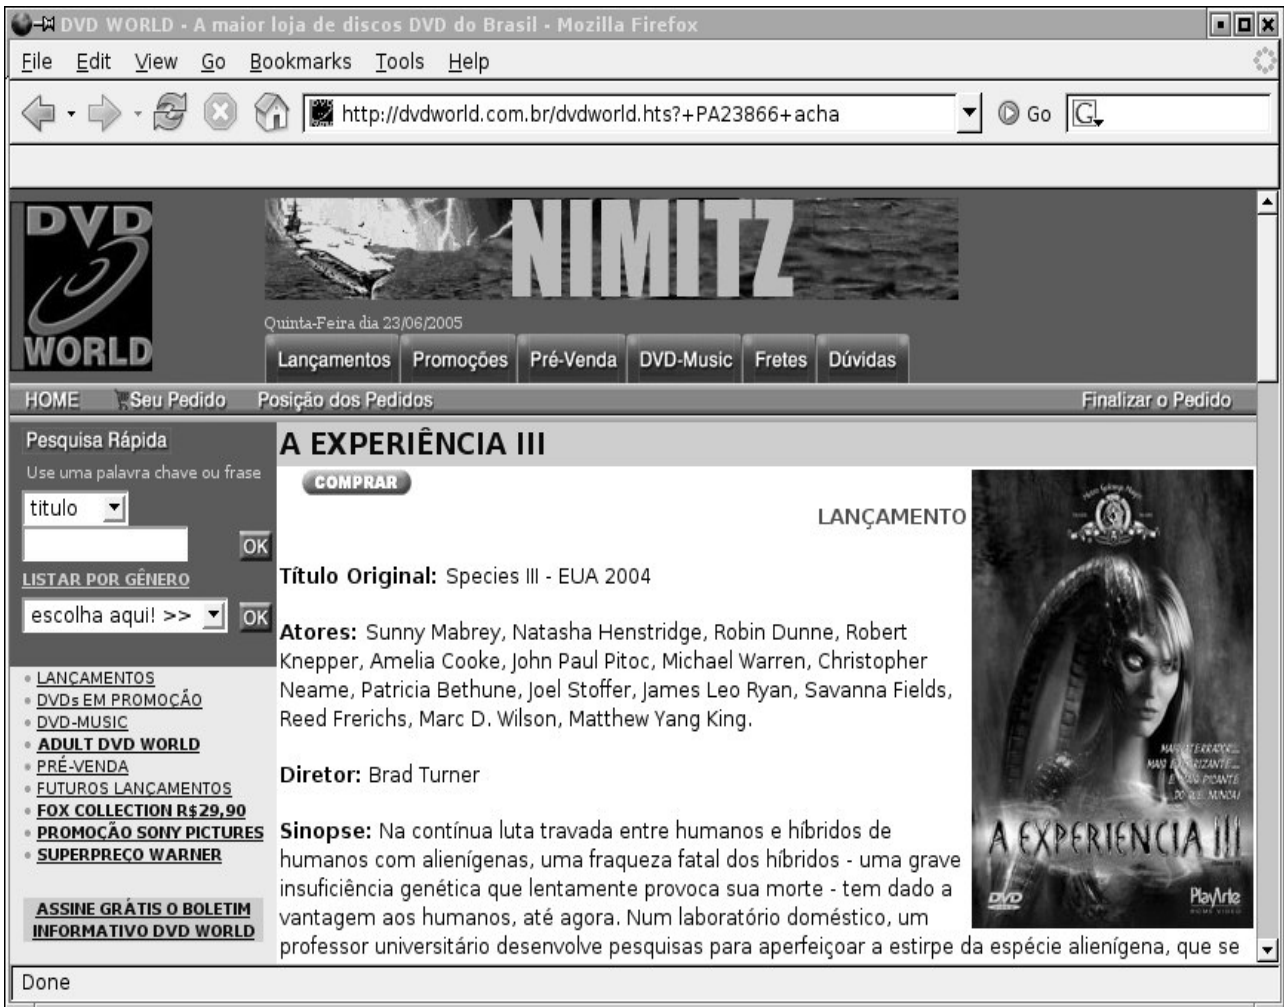 DVD WORLD - A maior loja de discos DVD do Brasil - Mozilla Firefox
File Edit View Go Bookmarks Tools Help
http://dvdworld.com.br/dvdworld.hts?+PA23866+acha Go G
DVD
WORLD
NIMITZ
Quinta-Feira dia 23/06/2005
Lançamentos Promoções Pré-Venda DVD-Music Fretes Dúvidas
HOME Seu Pedido Posição dos Pedidos Finalizar o Pedido
Pesquisa Rápida
Use uma palavra chave ou frase
titulo
OK
LISTAR POR GÊNERO
escolha aqui! >> OK
LANÇAMENTOS
DVDs EM PROMOÇÃO
DVD-MUSIC
ADULT DVD WORLD
PRÉ-VENDA
FUTUROS LANÇAMENTOS
FOX COLLECTION R$29,90
PROMOÇÃO SONY PICTURES
SUPERPREÇO WARNER
ASSINE GRÁTIS O BOLETIM
INFORMATIVO DVD WORLD
A EXPERIÊNCIA III
COMPRAR
LANÇAMENTO
Título Original: Species III - EUA 2004
Atores: Sunny Mabrey, Natasha Henstridge, Robin Dunne, Robert
Knepper, Amelia Cooke, John Paul Pitoc, Michael Warren, Christopher
Neame, Patricia Bethune, Joel Stoffer, James Leo Ryan, Savanna Fields,
Reed Frerichs, Marc D. Wilson, Matthew Yang King.
Diretor: Brad Turner
Sinopse: Na contínua luta travada entre humanos e híbridos de
humanos com alienígenas, uma fraqueza fatal dos híbridos - uma grave
insuficiência genética que lentamente provoca sua morte - tem dado a
vantagem aos humanos, até agora. Num laboratório doméstico, um
professor universitário desenvolve pesquisas para aperfeiçoar a estirpe da espécie alienígena, que se
MAIS ATERRADOR...
E MAIS PICANTE
DO QUE NUNCA!
A EXPERIÊNCIA III
DVD
PlayArte
HOME VIDEO
Done